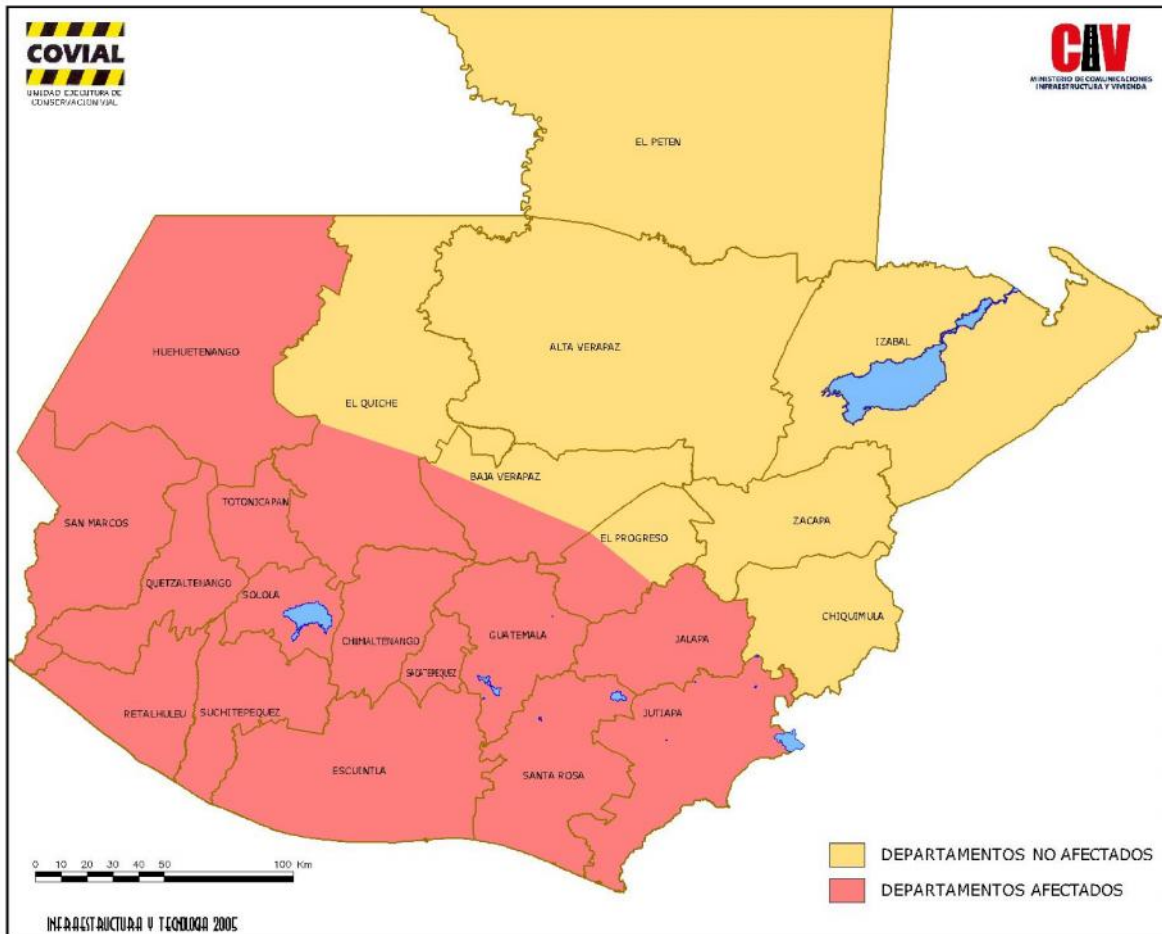 COVIAL
UNIDAD EJECUTORA DE
CONSERVACION VIAL
CIV
MINISTERIO DE COMUNICACIONES
INFRAESTRUCTURA Y VIVIENDA
EL PETEN
HUEHUETENANGO
ALTA VERAPAZ
IZABAL
EL QUICHE
BAJA VERAPAZ
TOTONICAPAN
SAN MARCOS
ZACAPA
EL PROGRESO
QUETZALTENANGO
SOLOLA
CHIMALTENANGO
GUATEMALA
JALAPA
CHIQUIMULA
SACATEPEQUEZ
RETALHULEU
SUCHITEPEQUEZ
JUTIAPA
ESCUINTLA
SANTA ROSA
DEPARTAMENTOS NO AFECTADOS
DEPARTAMENTOS AFECTADOS
0 10 20 30 40 50 100 Km
INFRAESTRUCTURA Y TECNOLOGIA 2005